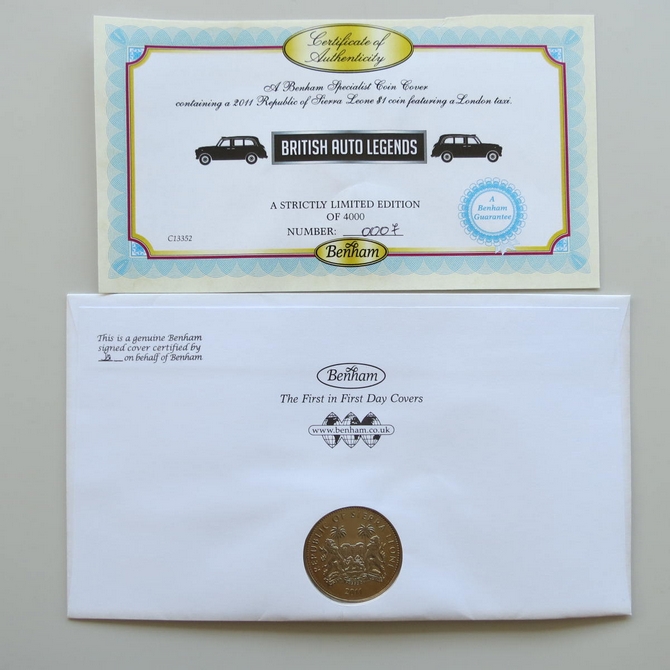 Certificate of
Authenticity
A Benham Specialist Coin Cover
containing a 2011 Republic of Sierra Leone $1 coin featuring a London taxi.
BRITISH AUTO LEGENDS
A STRICTLY LIMITED EDITION
OF 4000
NUMBER: 0007
C13352
A
Benham
Guarantee
Benham
This is a genuine Benham
signed cover certified by
on behalf of Benham
Benham
The First in First Day Covers
www.benham.co.uk
REPUBLIC OF SIERRA LEONE
2011